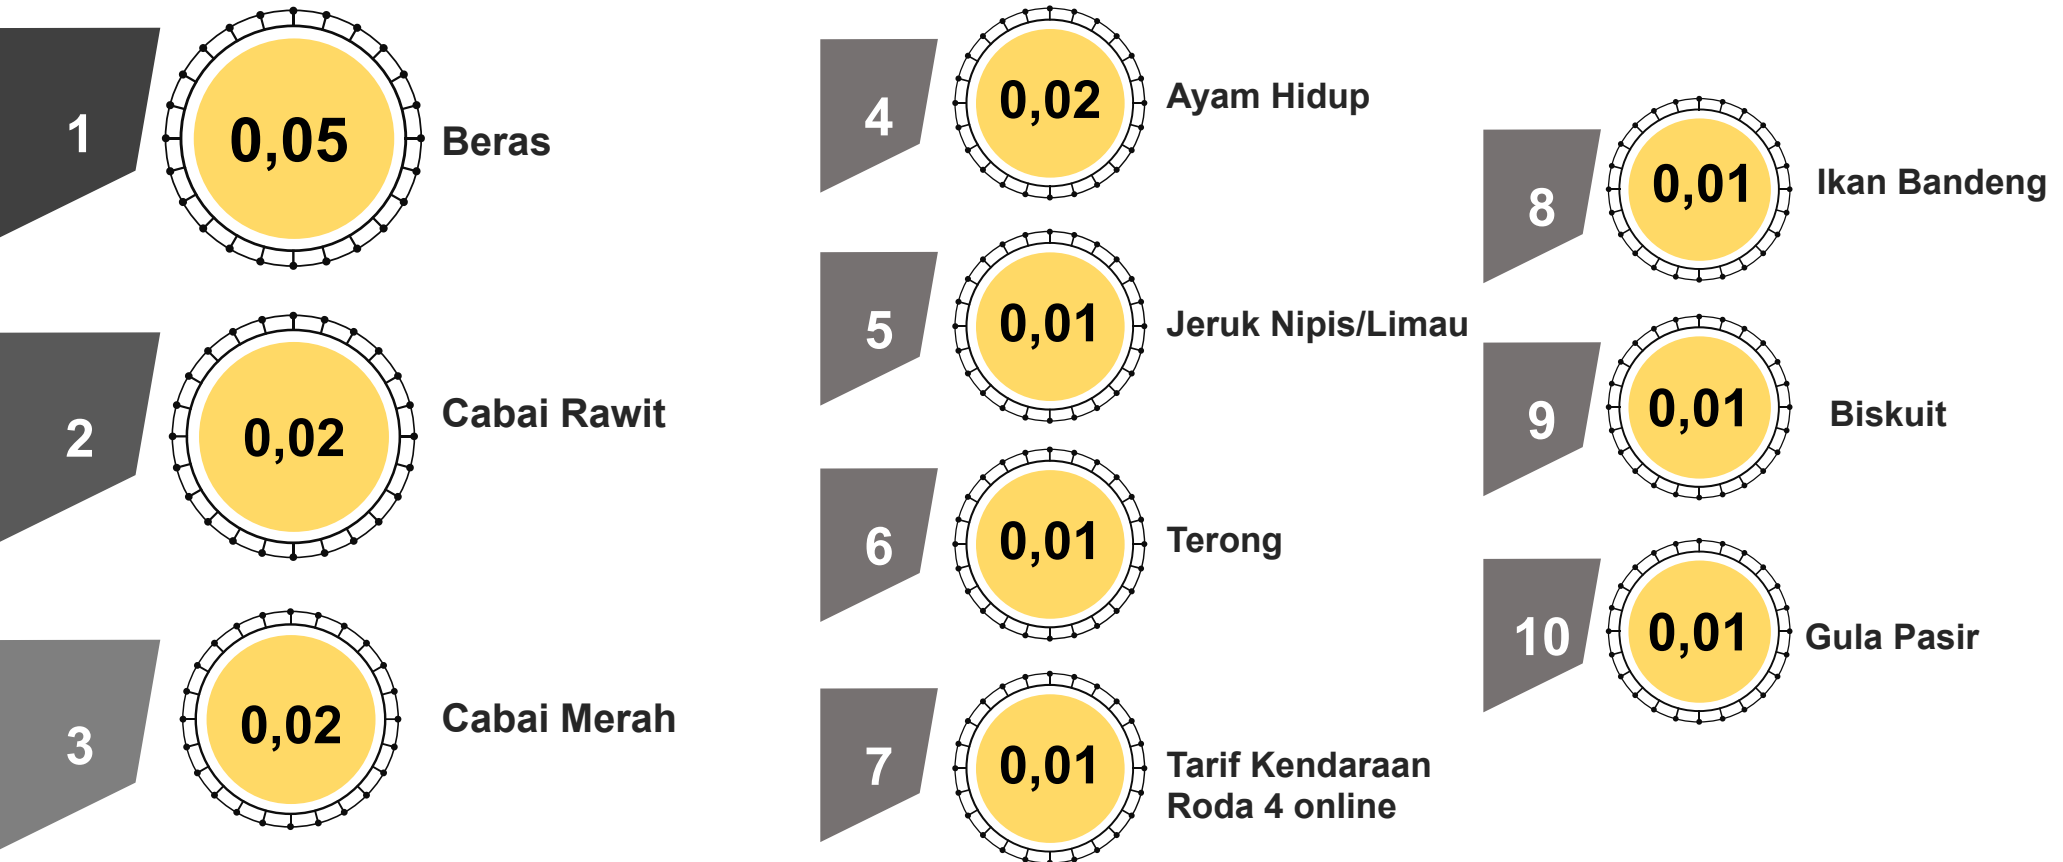 1
0,05
Beras
2
0,02
Cabai Rawit
3
0,02
Cabai Merah
4
0,02
Ayam Hidup
5
0,01
Jeruk Nipis/Limau
6
0,01
Terong
7
0,01
Tarif Kendaraan
Roda 4 online
8
0,01
Ikan Bandeng
9
0,01
Biskuit
10
0,01
Gula Pasir